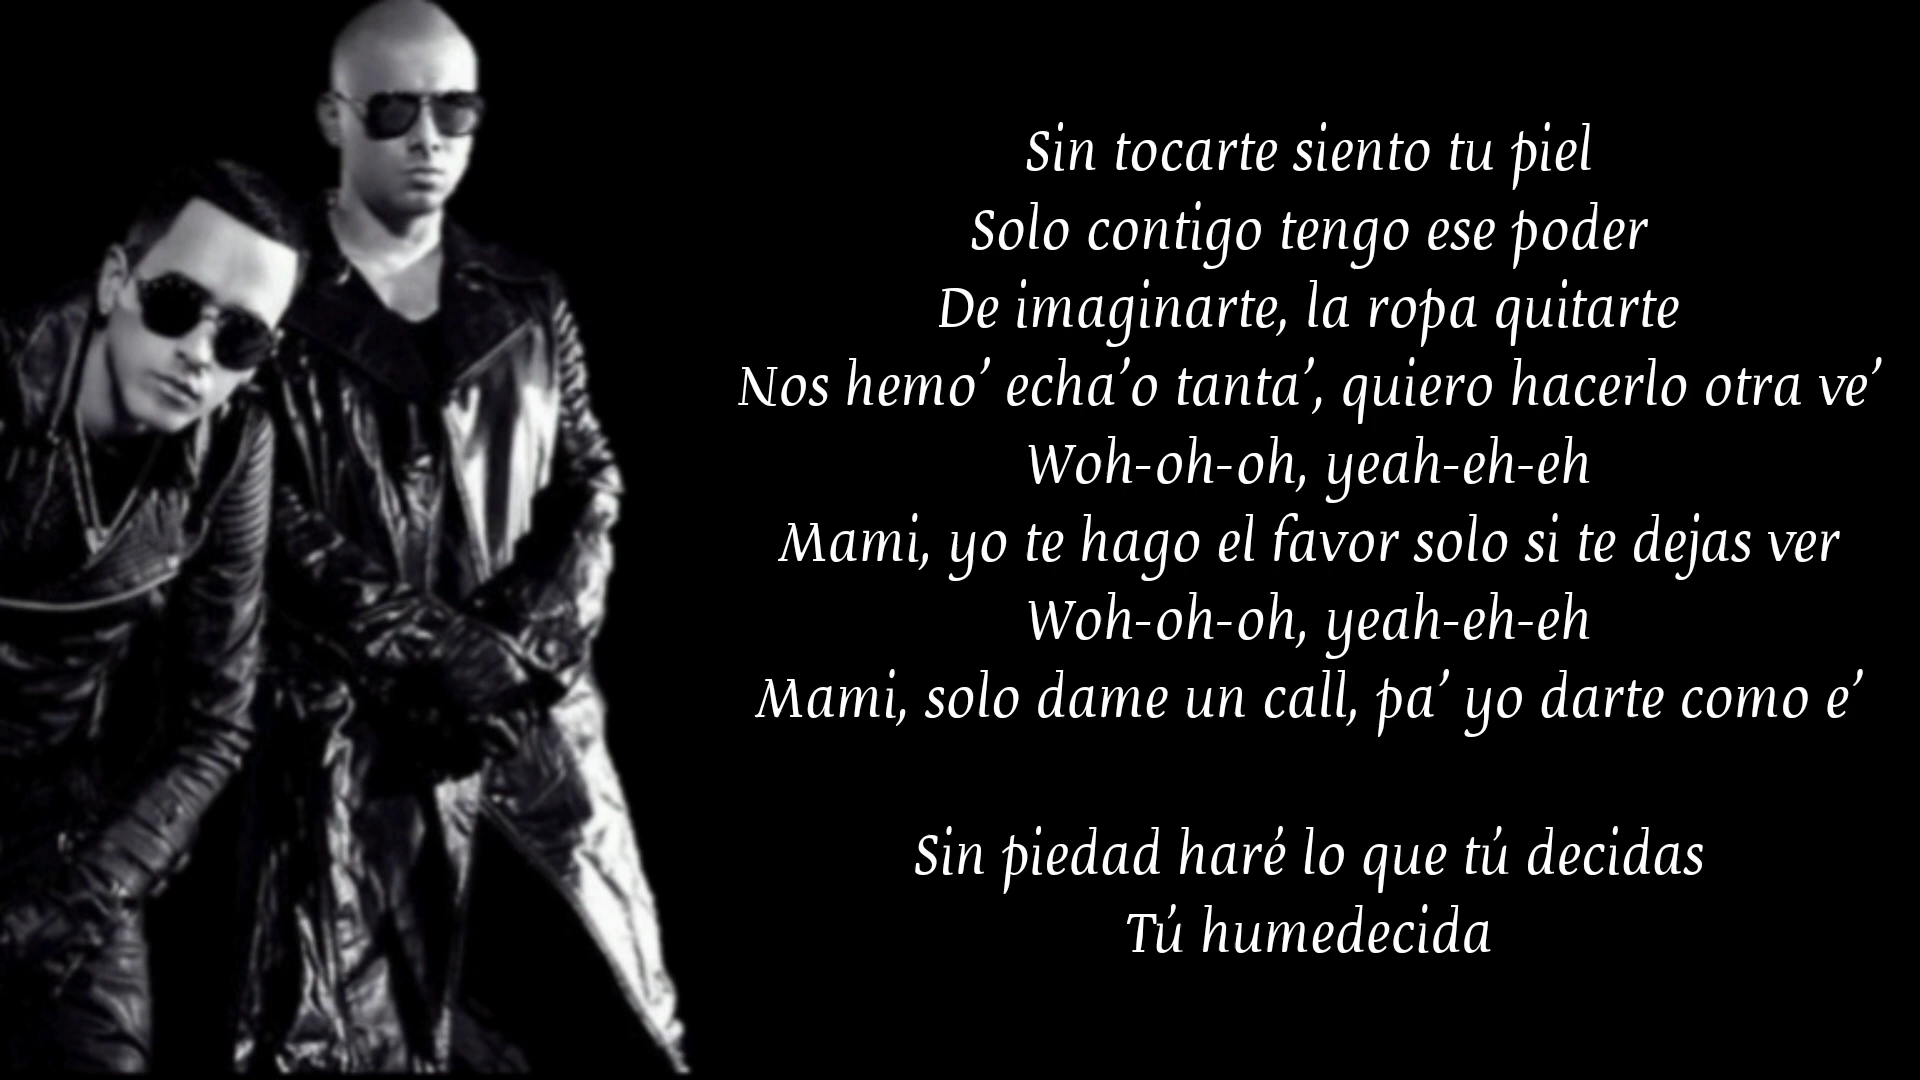 Sin tocarte siento tu piel
Solo contigo tengo ese poder
De imaginarte, la ropa quitarte
Nos hemo’ echa’o tanta’, quiero hacerlo otra ve’
Woh-oh-oh, yeah-eh-eh
Mami, yo te hago el favor solo si te dejas ver
Woh-oh-oh, yeah-eh-eh
Mami, solo dame un call, pa’ yo darte como e’
Sin piedad haré lo que tú decidas
Tú humedecida